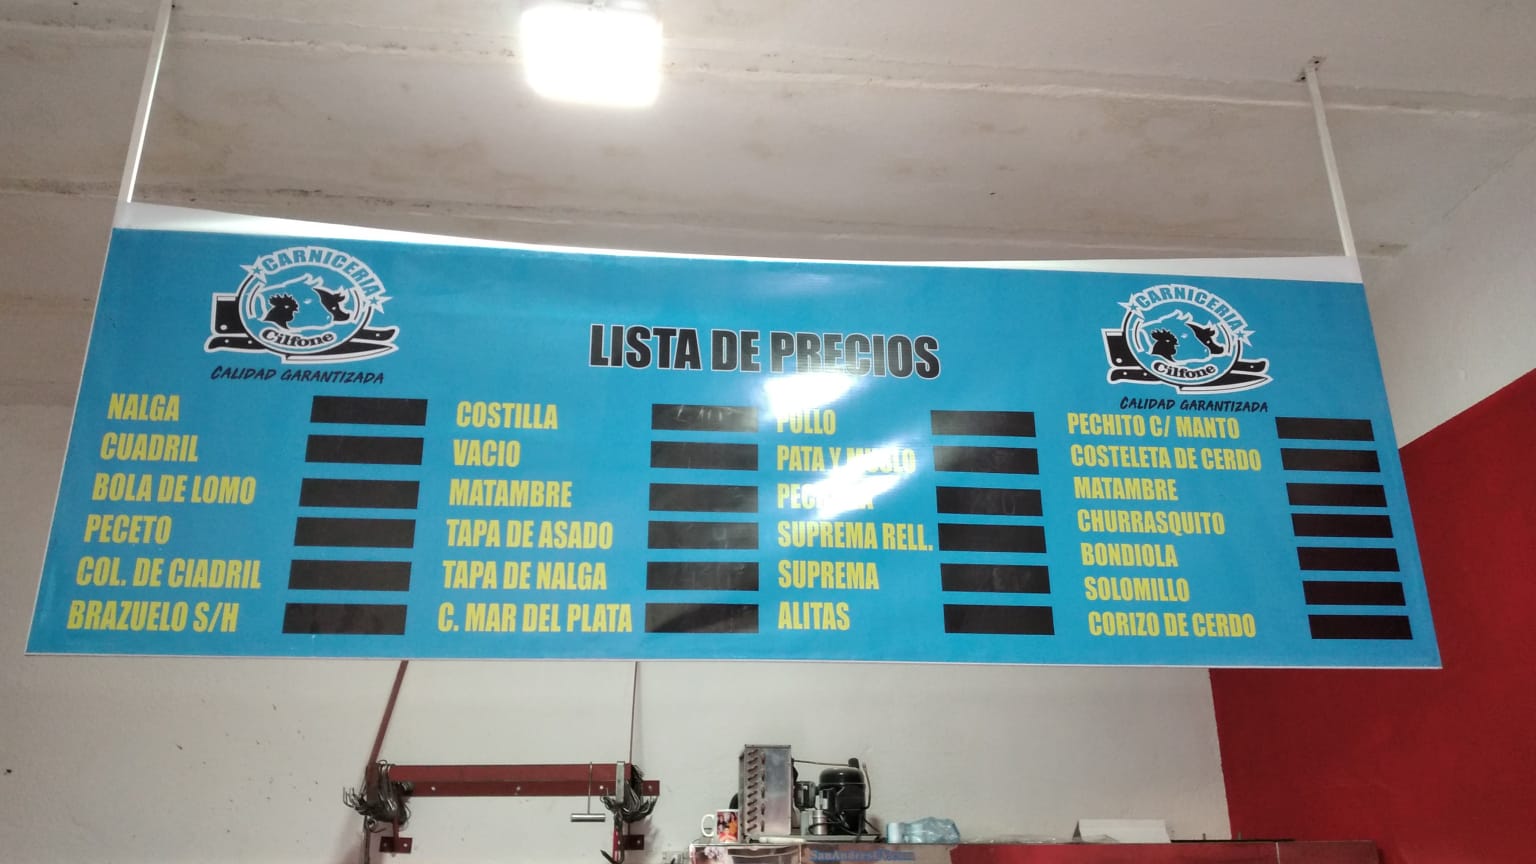 CARNICERIA
Cilfone
CALIDAD GARANTIZADA
LISTA DE PRECIOS
CARNICERIA
Cilfone
CALIDAD GARANTIZADA
NALGA
CUADRIL
BOLA DE LOMO
PECETO
COL. DE CIADRIL
BRAZUELO S/H
COSTILLA
VACIO
MATAMBRE
TAPA DE ASADO
TAPA DE NALGA
C. MAR DEL PLATA
POLLO
PATA Y MUSLO
SUPREMA RELL.
SUPREMA
ALITAS
PECHITO C/ MANTO
COSTELETA DE CERDO
MATAMBRE
CHURRASQUITO
BONDIOLA
SOLOMILLO
CORIZO DE CERDO